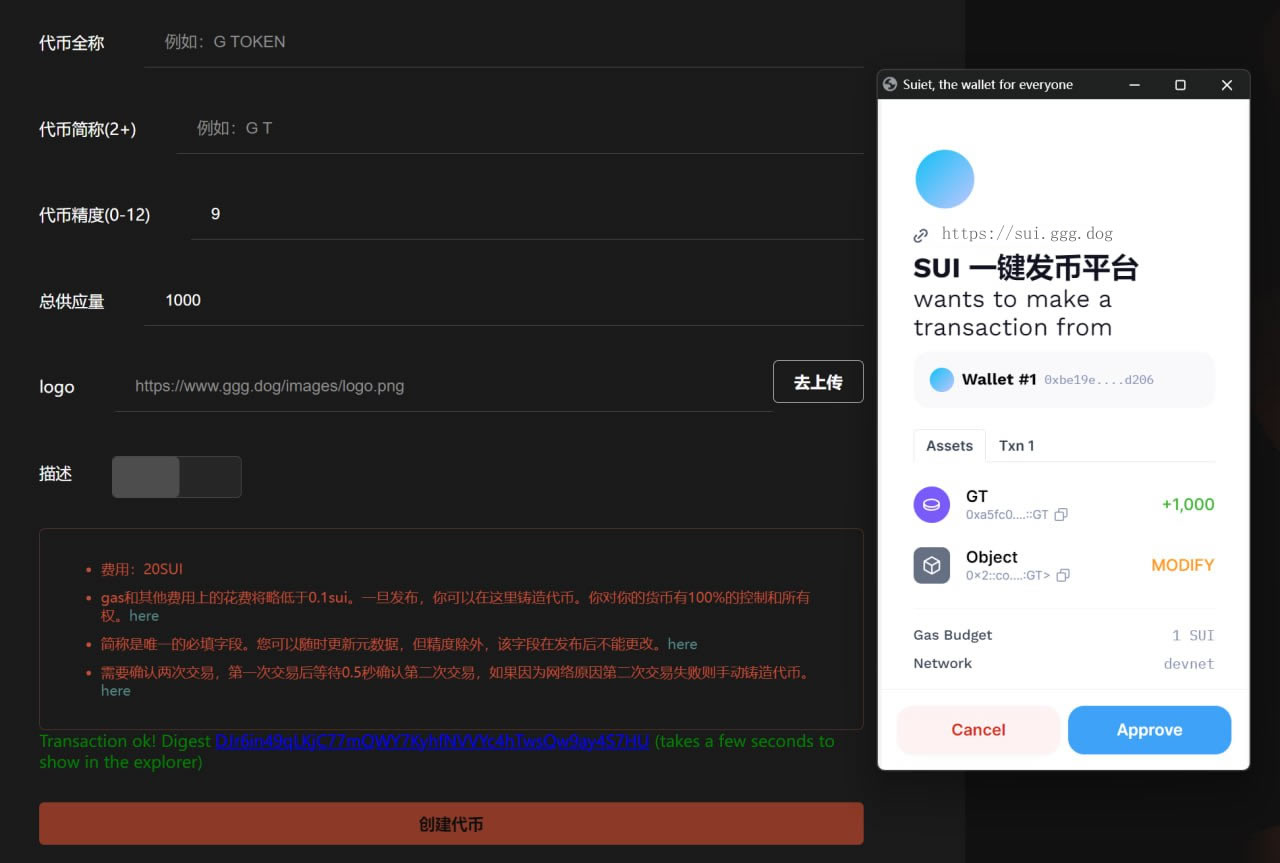 代币全称
例如：G TOKEN
代币简称(2+)
例如：G T
代币精度(0-12)
9
总供应量
1000
logo
https://www.ggg.dog/images/logo.png
去上传
描述
费用：20SUI
gas和其他费用上的花费将略低于0.1sui。一旦发布，你可以在这里铸造代币。你对你的货币有100%的控制和所有
权。here
简称是唯一的必填字段。您可以随时更新元数据，但精度除外，该字段在发布后不能更改。here
需要确认两次交易，第一次交易后等待0.5秒确认第二次交易，如果因为网络原因第二次交易失败则手动铸造代币。
here
Transaction ok! Digest (takes a few seconds to
show in the explorer)
创建代币
Suiet, the wallet for everyone
https://sui.ggg.dog
SUI 一键发币平台
wants to make a
transaction from
Wallet #1 0xbe19e....d206
Assets Txn 1
GT
+1,000
0xa5fc0....::GT
Object
MODIFY
0×2::co....:GT>
Gas Budget 1 SUI
Network devnet
Cancel Approve